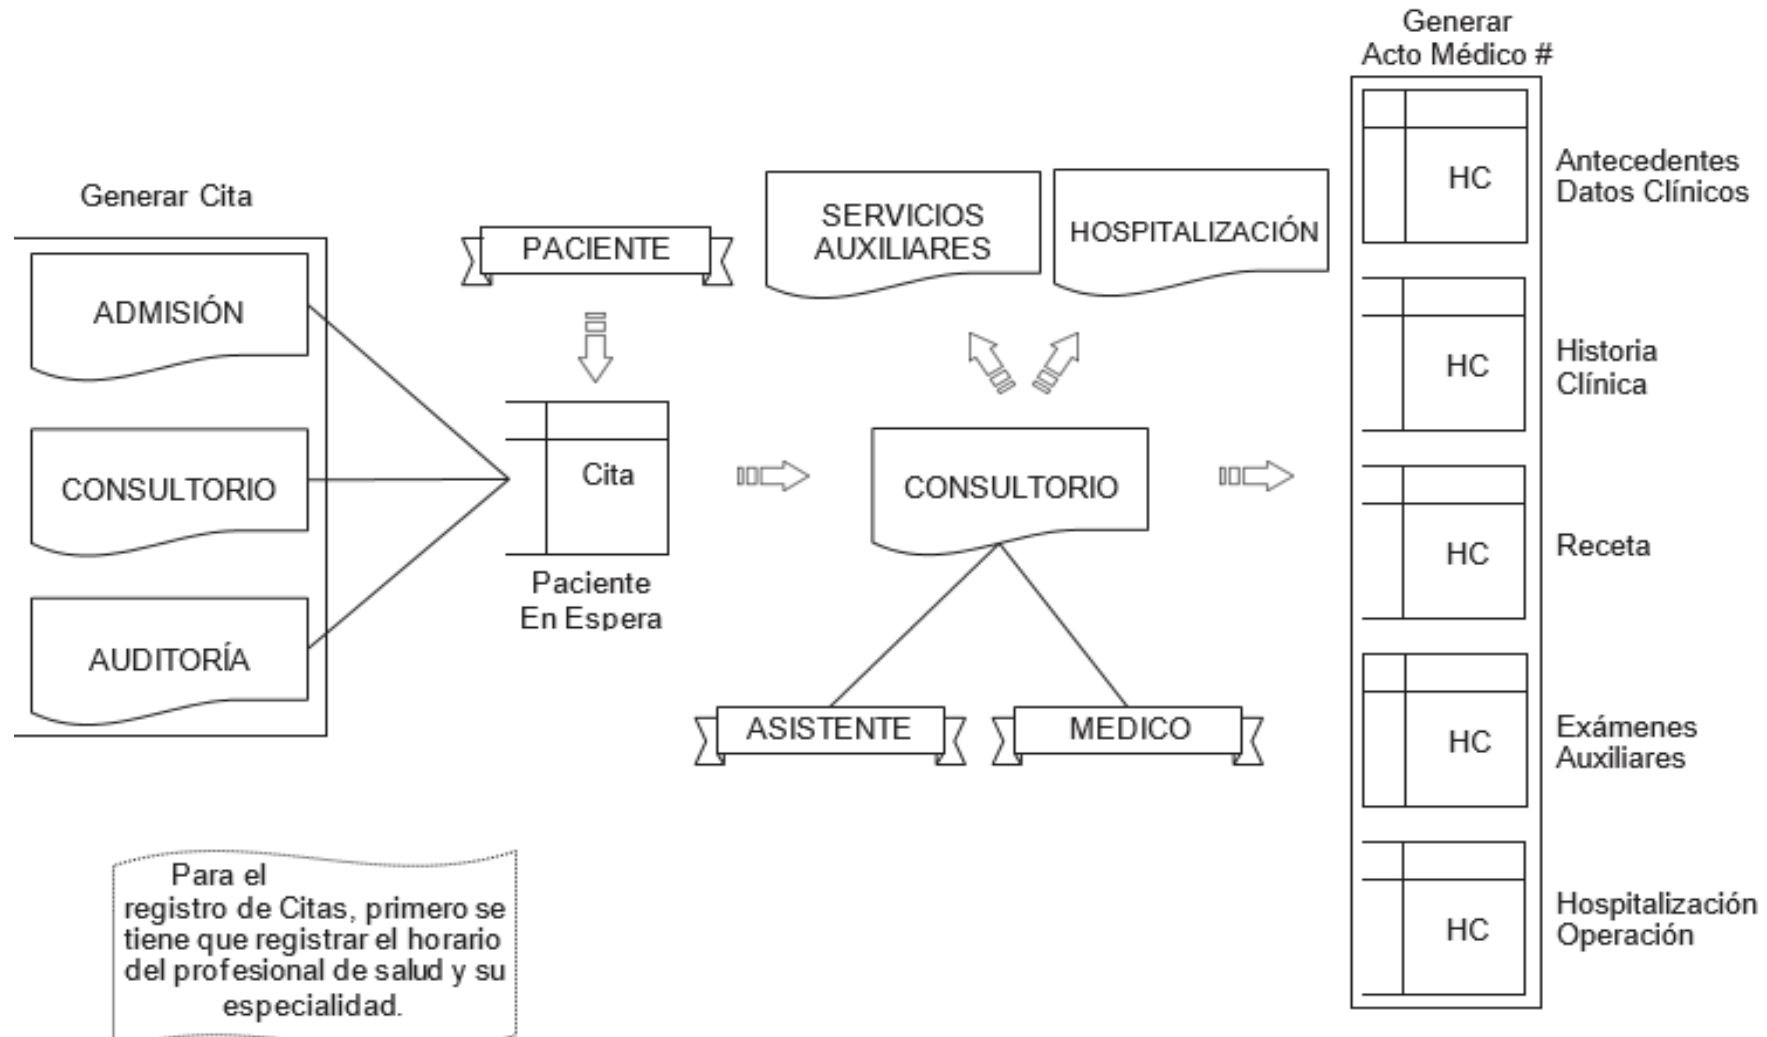 Generar
Acto Médico #
Generar Cita
ADMISIÓN
CONSULTORIO
AUDITORÍA
PACIENTE
Cita
Paciente
En Espera
SERVICIOS
AUXILIARES
HOSPITALIZACIÓN
CONSULTORIO
ASISTENTE
MEDICO
HC
Antecedentes
Datos Clínicos
HC
Historia
Clínica
HC
Receta
HC
Exámenes
Auxiliares
HC
Hospitalización
Operación
Para el
registro de Citas, primero se
tiene que registrar el horario
del profesional de salud y su
especialidad.